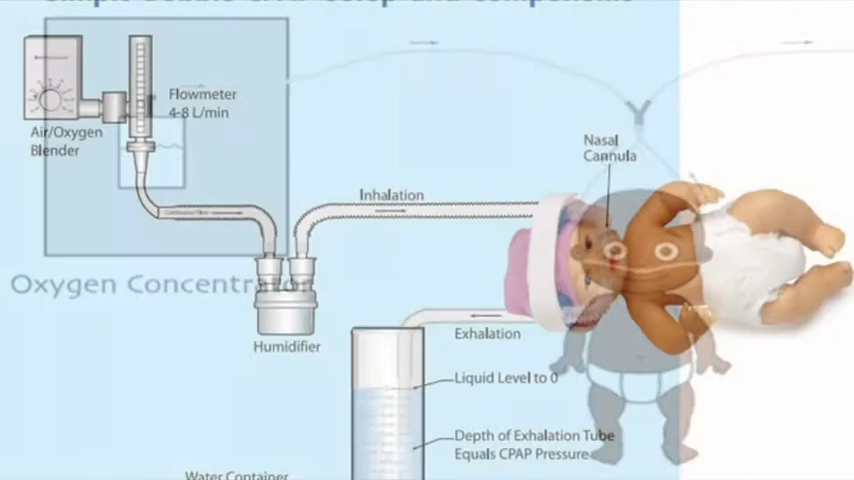 Flowmeter
4-8 L/min
Air/Oxygen
Blender
Nasal
Cannula
Inhalation
Oxygen Concentrator
Humidifier
Exhalation
Liquid Level to 0
Depth of Exhalation Tube
Equals CPAP Pressure
Water Container